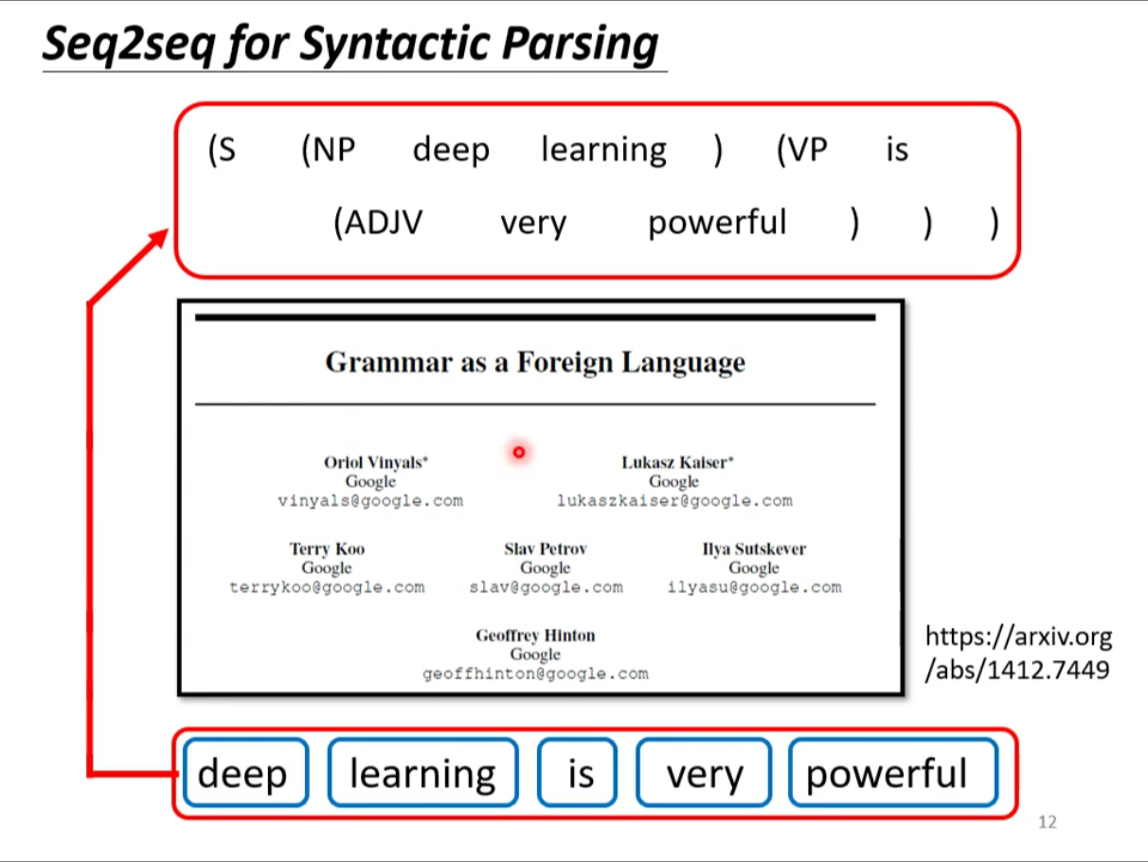 Seq2seq for Syntactic Parsing
(S (NP deep learning ) (VP is
(ADJV very powerful ) ) )
Grammar as a Foreign Language
Oriol Vinyals* Lukasz Kaiser*
Google Google
vinyals@google.com lukaszkaiser@google.com
Terry Koo Slav Petrov Ilya Sutskever
Google Google Google
terrykoo@google.com slav@google.com ilyasu@google.com
Geoffrey Hinton
Google
geoffhinton@google.com
https://arxiv.org
/abs/1412.7449
deep learning is very powerful
12